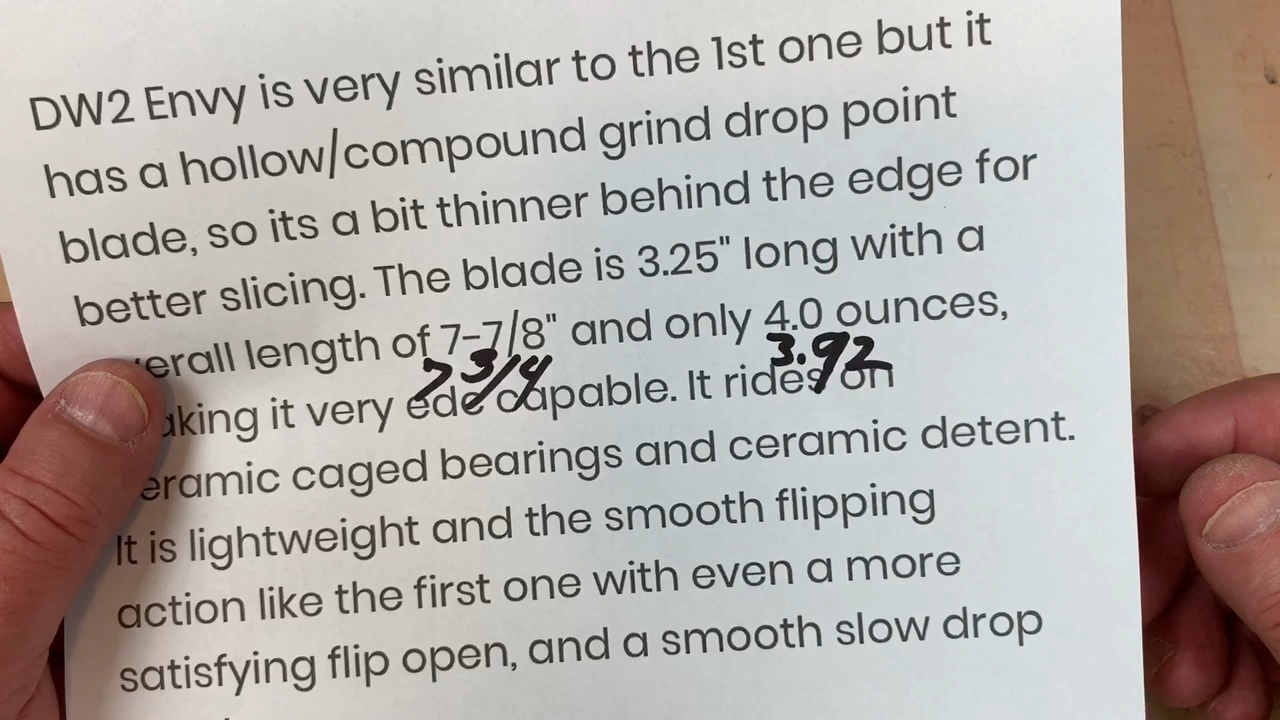 DW2 Envy is very similar to the 1st one but it
has a hollow/compound grind drop point
blade, so its a bit thinner behind the edge for
better slicing. The blade is 3.25" long with a
erall length of 7-7/8" and only 4.0 ounces,
7 3/4 3.92
aking it very edc capable. It rides on
eramic caged bearings and ceramic detent.
It is lightweight and the smooth flipping
action like the first one with even a more
satisfying flip open, and a smooth slow drop